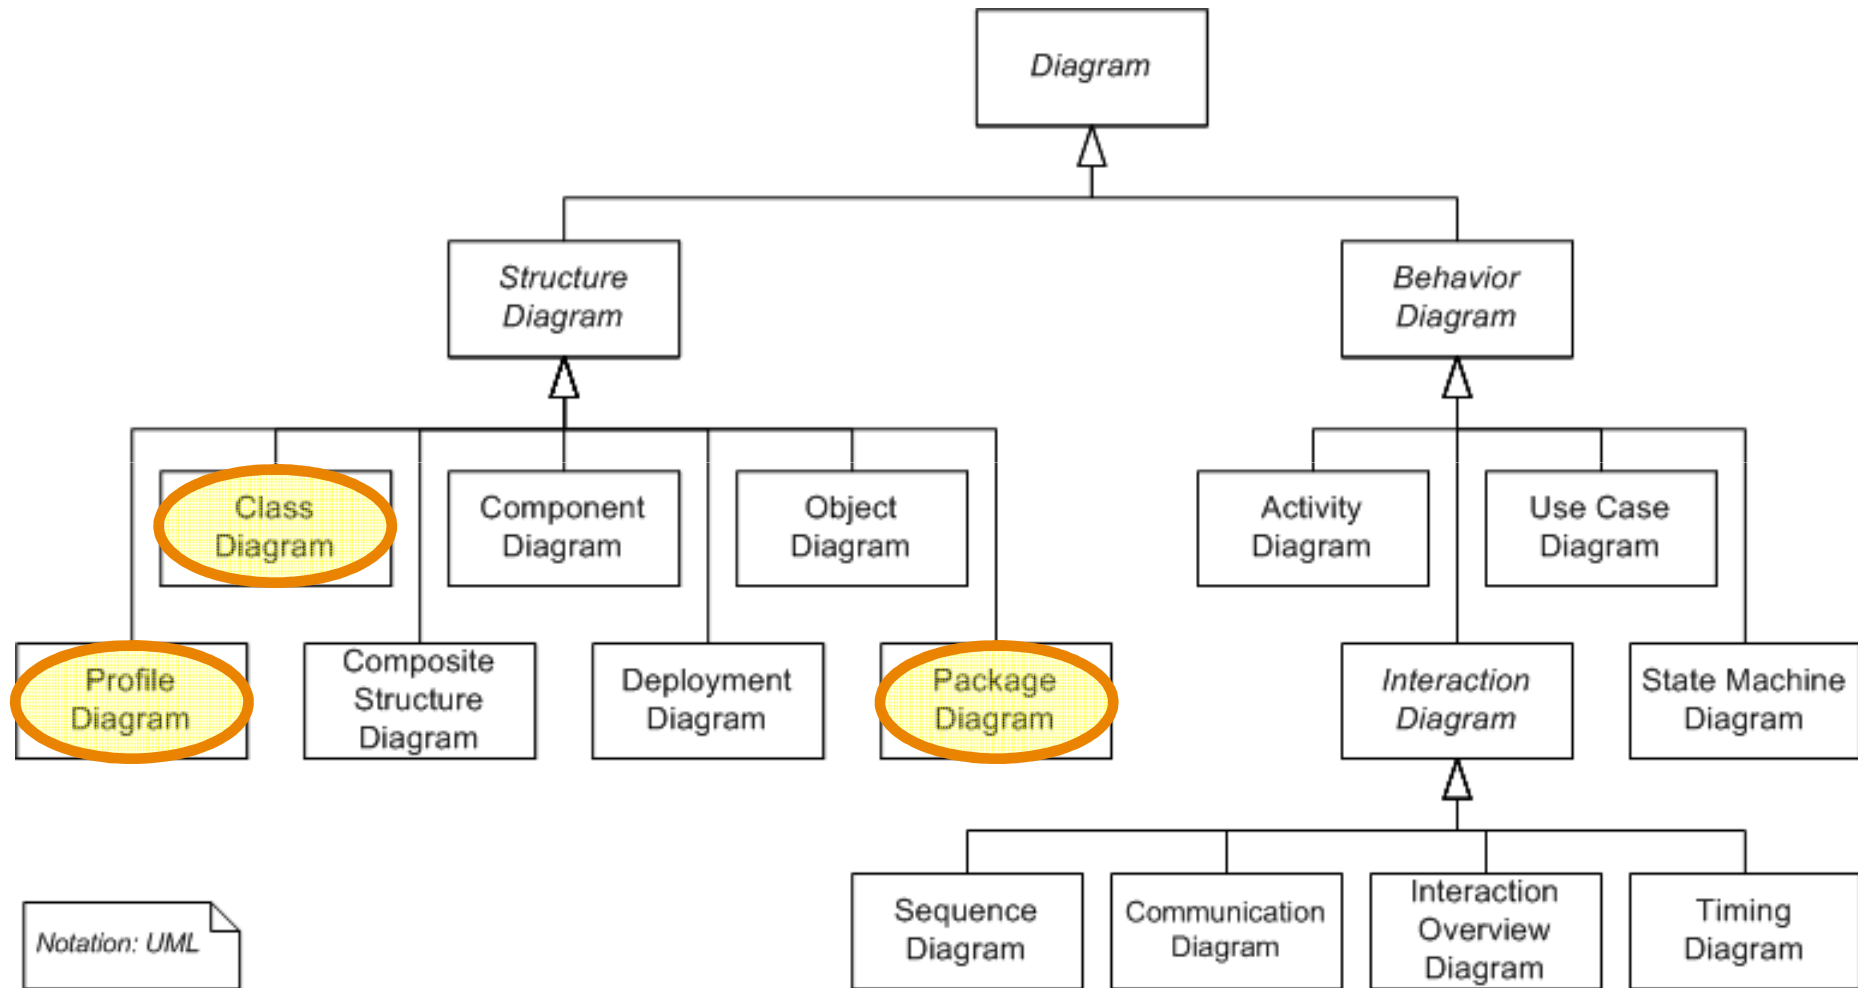 Diagram
Structure
Diagram
Behavior
Diagram
Class
Diagram
Component
Diagram
Object
Diagram
Activity
Diagram
Use Case
Diagram
Profile
Diagram
Composite
Structure
Diagram
Deployment
Diagram
Package
Diagram
Interaction
Diagram
State Machine
Diagram
Sequence
Diagram
Communication
Diagram
Interaction
Overview
Diagram
Timing
Diagram
Notation: UML